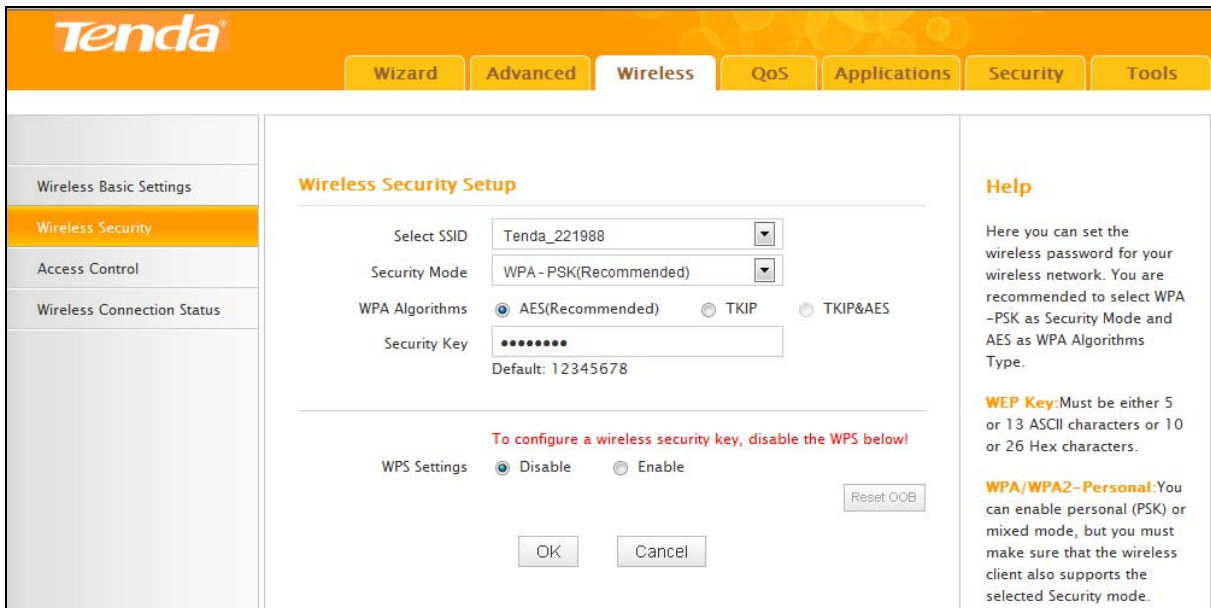 Tenda®
Wizard
Advanced
Wireless
QoS
Applications
Security
Tools
Wireless Basic Settings
Wireless Security
Access Control
Wireless Connection Status
Wireless Security Setup
Select SSID Tenda_221988
Security Mode WPA-PSK(Recommended)
WPA Algorithms AES(Recommended) TKIP TKIP&AES
Security Key ••••••••
Default: 12345678
To configure a wireless security key, disable the WPS below!
WPS Settings Disable Enable
Reset OOB
OK Cancel
Help
Here you can set the
wireless password for your
wireless network. You are
recommended to select WPA
-PSK as Security Mode and
AES as WPA Algorithms
Type.
WEP Key:Must be either 5
or 13 ASCII characters or 10
or 26 Hex characters.
WPA/WPA2-Personal:You
can enable personal (PSK) or
mixed mode, but you must
make sure that the wireless
client also supports the
selected Security mode.